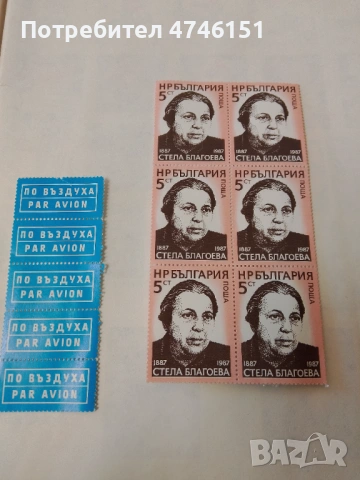 Потребител 4746151
ПО ВЪЗДУХА
PAR AVION
ПО ВЪЗДУХА
PAR AVION
ПО ВЪЗДУХА
PAR AVION
ПО ВЪЗДУХА
PAR AVION
ПО ВЪЗДУХА
PAR AVION
НРБЪЛГАРИЯ
5 СТ
ПОЩА
1887 1987
СТЕЛА БЛАГОЕВА
НРБЪЛГАРИЯ
5 СТ
ПОЩА
1887 1987
СТЕЛА БЛАГОЕВА
НРБЪЛГАРИЯ
5 СТ
ПОЩА
1887 1987
СТЕЛА БЛАГОЕВА
НРБЪЛГАРИЯ
5 СТ
ПОЩА
1887 1987
СТЕЛА БЛАГОЕВА
НРБЪЛГАРИЯ
5 СТ
ПОЩА
1887 1987
СТЕЛА БЛАГОЕВА
НРБЪЛГАРИЯ
5 СТ
ПОЩА
1887 1987
СТЕЛА БЛАГОЕВА
BAZAR